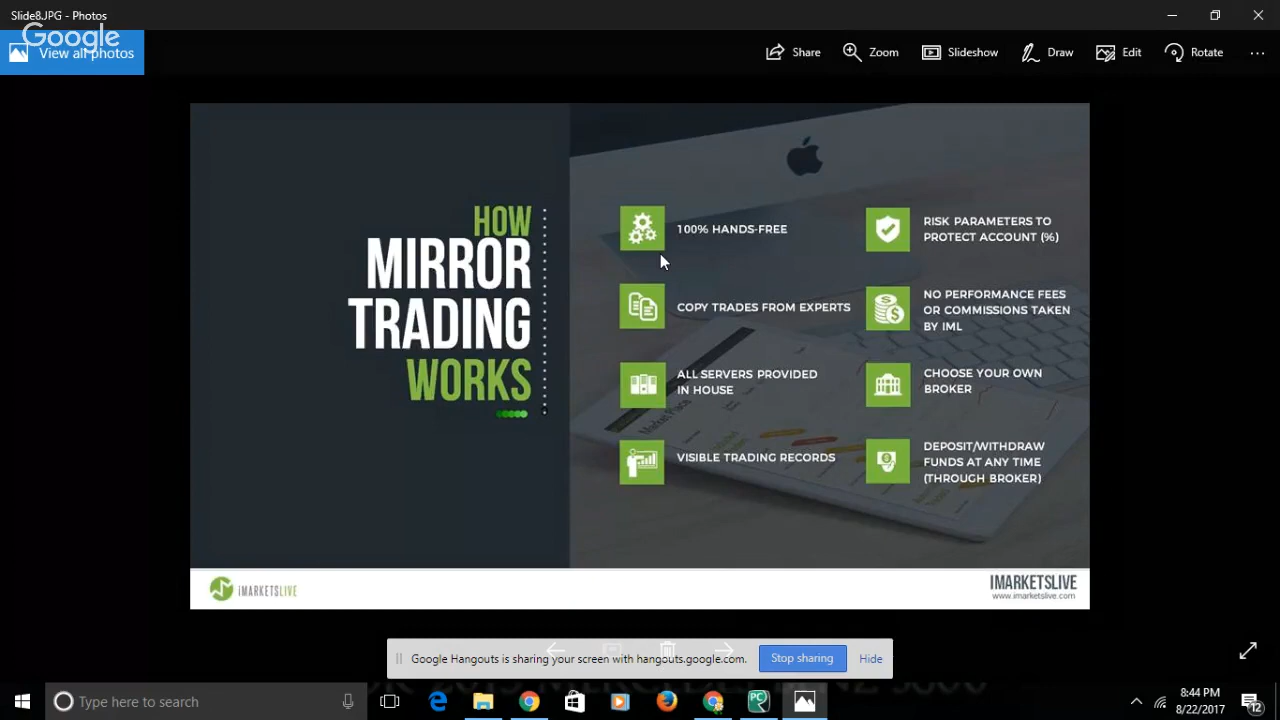 Slide8.JPG - Photos
Google
View all photos
Share
Zoom
Slideshow
Draw
Edit
Rotate
HOW
MIRROR
TRADING
WORKS
100% HANDS-FREE
COPY TRADES FROM EXPERTS
ALL SERVERS PROVIDED
IN HOUSE
VISIBLE TRADING RECORDS
RISK PARAMETERS TO
PROTECT ACCOUNT (%)
NO PERFORMANCE FEES
OR COMMISSIONS TAKEN
BY IML
CHOOSE YOUR OWN
BROKER
DEPOSIT/WITHDRAW
FUNDS AT ANY TIME
(THROUGH BROKER)
Market Place
iMARKETSLIVE
IMARKETSLIVE
www.imarketslive.com
Google Hangouts is sharing your screen with hangouts.google.com.
Stop sharing
Hide
Type here to search
8:44 PM
8/22/2017
12